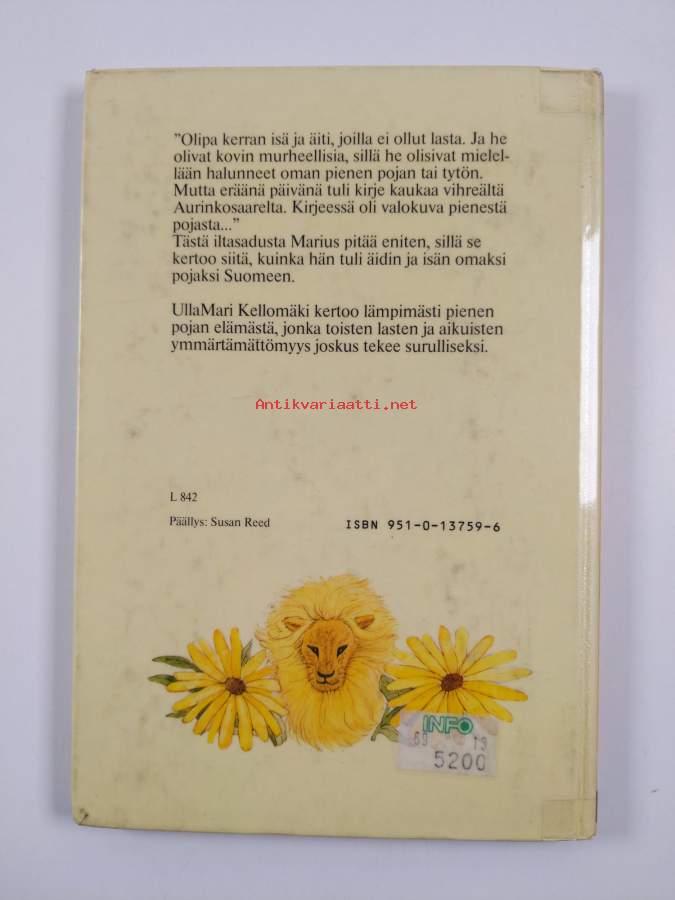 ”Olipa kerran isä ja äiti, joilla ei ollut lasta. Ja he
olivat kovin murheellisia, sillä he olisivat mielel-
lään halunneet oman pienen pojan tai tytön.
Mutta eräänä päivänä tuli kirje kaukaa vihreältä
Aurinkosaarelta. Kirjeessä oli valokuva pienestä
pojasta...”
Tästä iltasadusta Marius pitää eniten, sillä se
kertoo siitä, kuinka hän tuli äidin ja isän omaksi
pojaksi Suomeen.
UllaMari Kellomäki kertoo lämpimästi pienen
pojan elämästä, jonka toisten lasten ja aikuisten
ymmärtämättömyys joskus tekee surulliseksi.
Antikvariaatti.net
L 842
Päällys: Susan Reed
ISBN 951-0-13759-6
INFO
5200